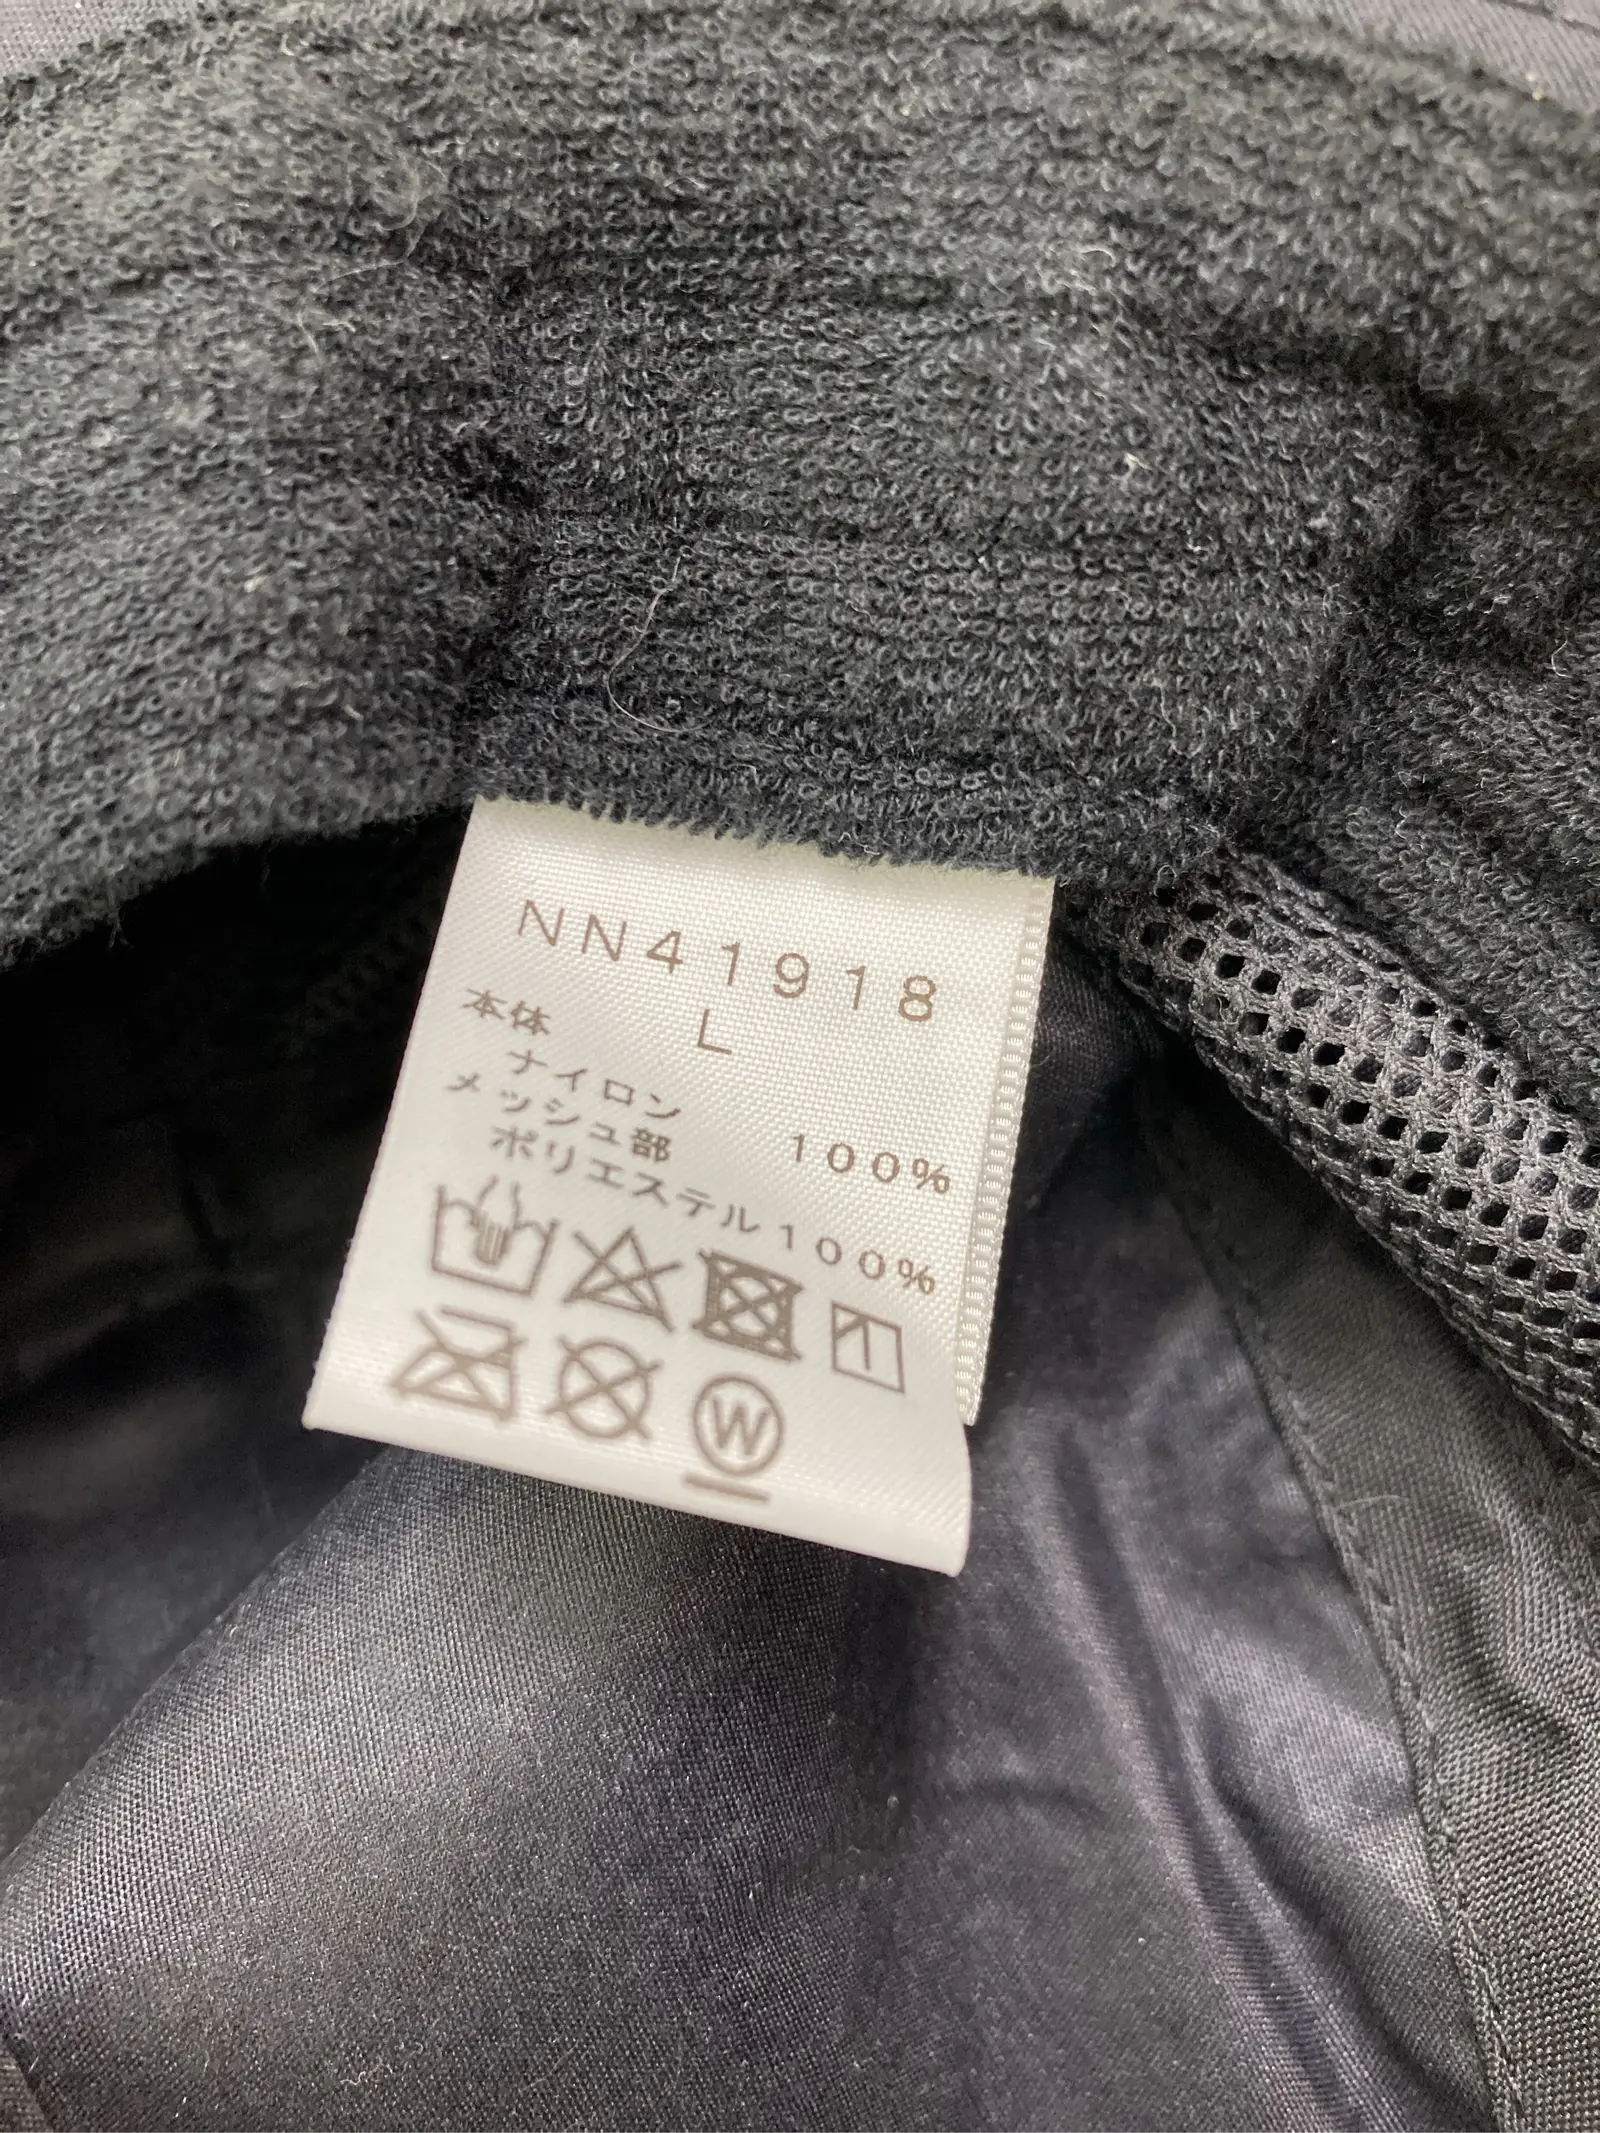 NN41918
L
本体
ナイロン 100%
メッシュ部
ポリエステル100%
W